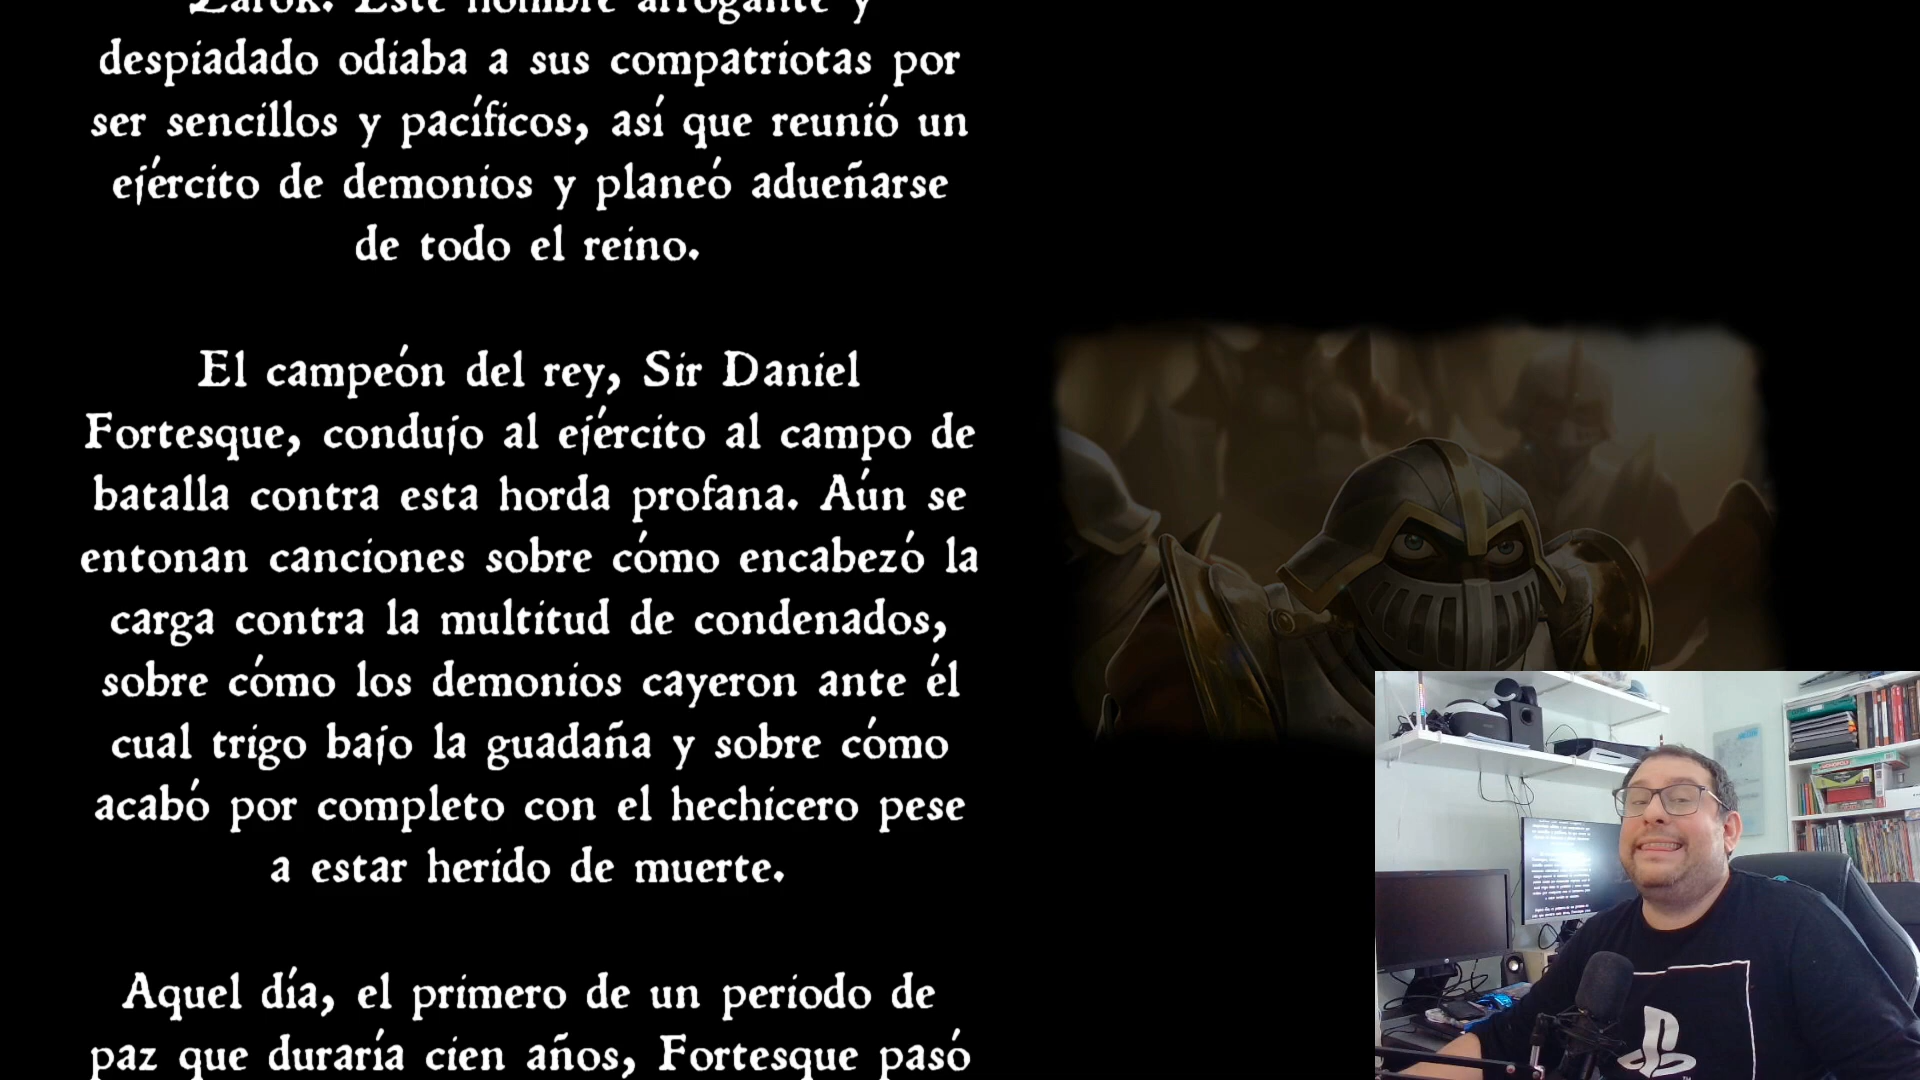 Zarok. Este hombre arrogante y
despiadado odiaba a sus compatriotas por
ser sencillos y pacíficos, así que reunió un
ejército de demonios y planeó adueñarse
de todo el reino.
El campeón del rey, Sir Daniel
Fortesque, condujo al ejército al campo de
batalla contra esta horda profana. Aún se
entonan canciones sobre cómo encabezó la
carga contra la multitud de condenados,
sobre cómo los demonios cayeron ante él
cual trigo bajo la guadaña y sobre cómo
acabó por completo con el hechicero pese
a estar herido de muerte.
Aquel día, el primero de un periodo de
paz que duraría cien años, Fortesque pasó